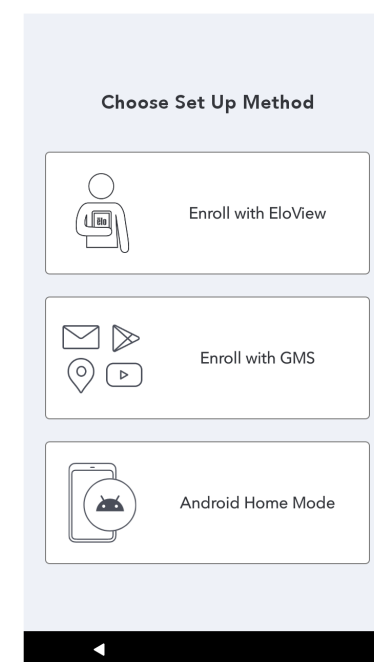 Choose Set Up Method
elo
Enroll with EloView
Enroll with GMS
Android Home Mode